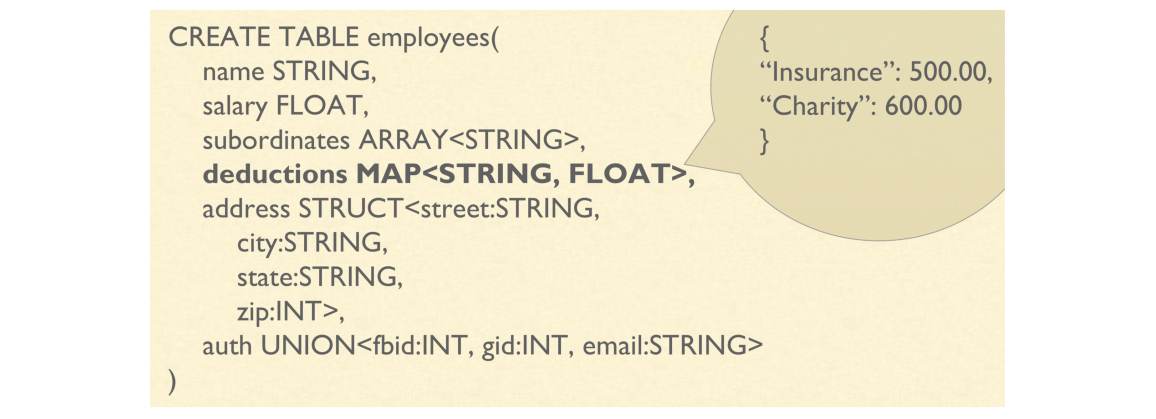 CREATE TABLE employees(
name STRING,
salary FLOAT,
subordinates ARRAY<STRING>,
deductions MAP<STRING, FLOAT>,
address STRUCT<street:STRING,
city:STRING,
state:STRING,
zip:INT>,
auth UNION<fbid:INT, gid:INT, email:STRING>
)
{
“Insurance”: 500.00,
“Charity”: 600.00
}